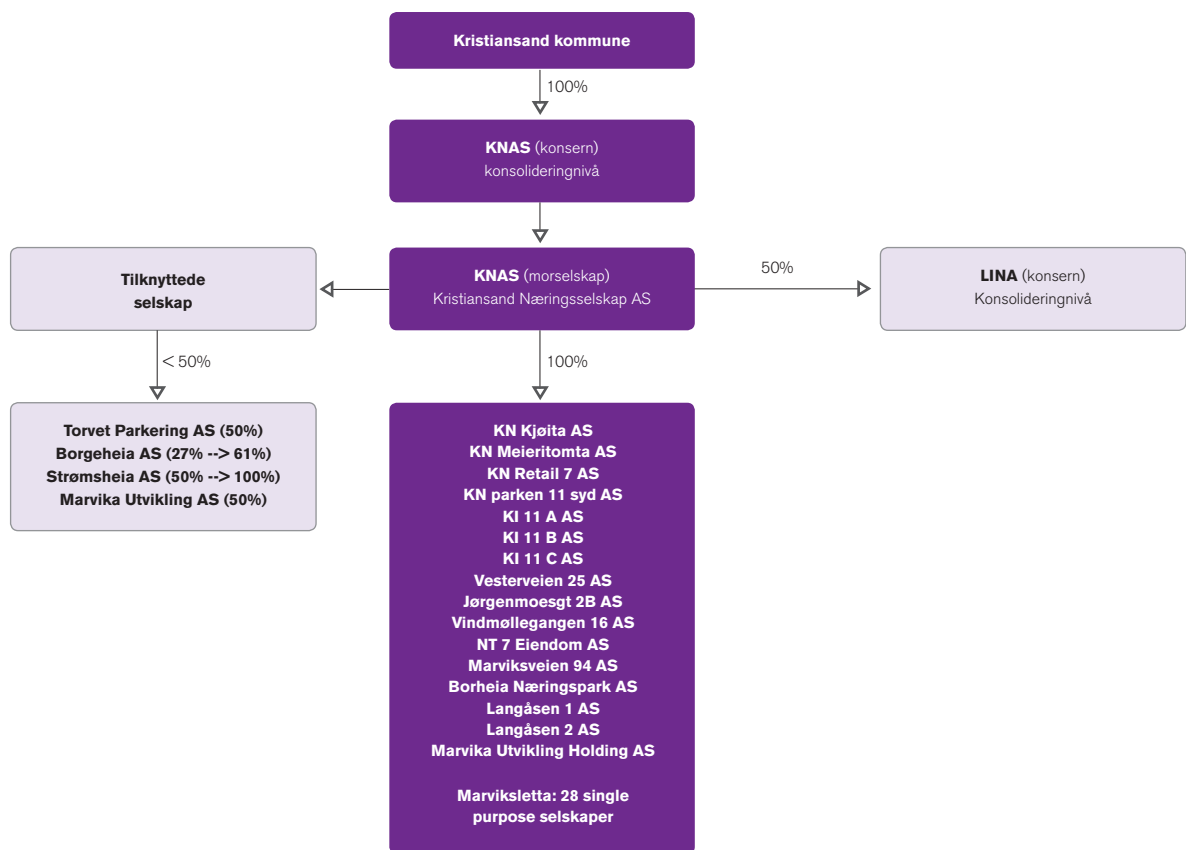 Kristiansand kommune
100%
KNAS (konsern)
konsolideringnivå
Tilknyttede
selskap
KNAS (morselskap)
Kristiansand Næringsselskap AS
50%
LINA (konsern)
Konsolideringnivå
< 50%
100%
Torvet Parkering AS (50%)
Borgeheia AS (27% --> 61%)
Strømsheia AS (50% --> 100%)
Marvika Utvikling AS (50%)
KN Kjøita AS
KN Meieritomta AS
KN Retail 7 AS
KN parken 11 syd AS
KI 11 A AS
KI 11 B AS
KI 11 C AS
Vesterveien 25 AS
Jørgenmoesgt 2B AS
Vindmøllegangen 16 AS
NT 7 Eiendom AS
Marviksveien 94 AS
Borheia Næringspark AS
Langåsen 1 AS
Langåsen 2 AS
Marvika Utvikling Holding AS
Marviksletta: 28 single
purpose selskaper